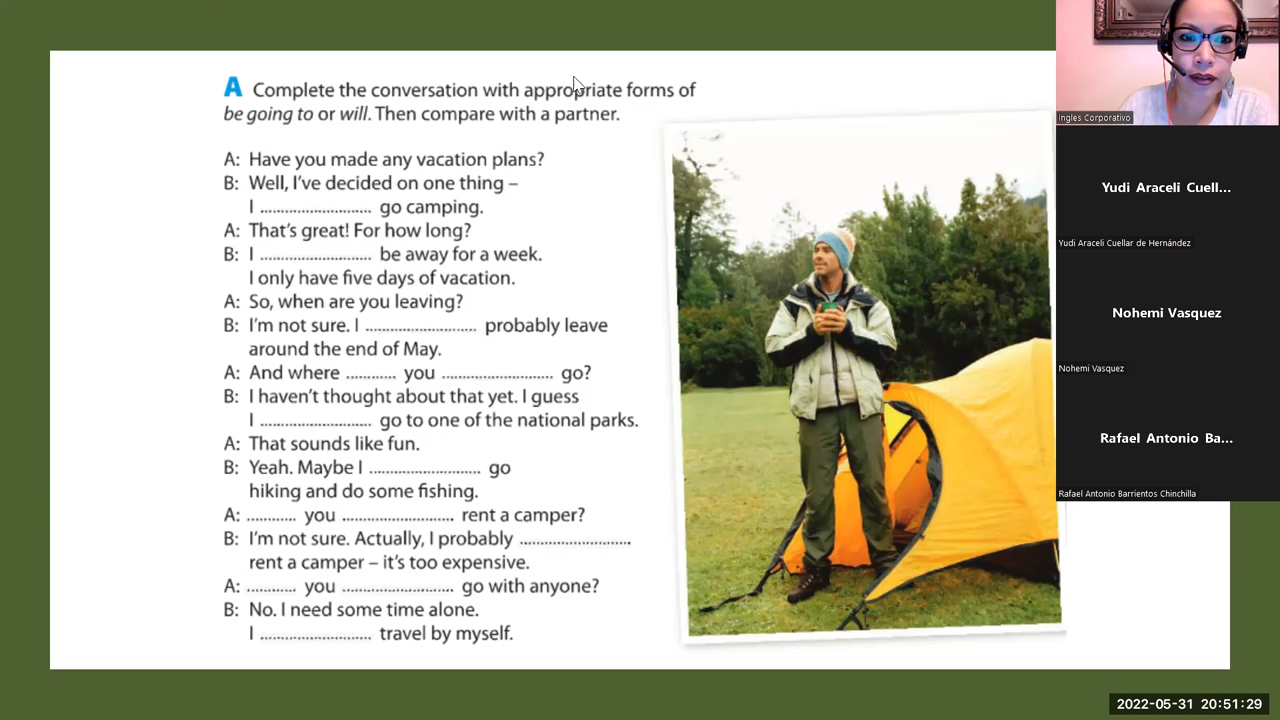 A Complete the conversation with appropriate forms of
be going to or will. Then compare with a partner.
A: Have you made any vacation plans?
B: Well, I've decided on one thing –
I .......................... go camping.
A: That's great! For how long?
B: I .......................... be away for a week.
I only have five days of vacation.
A: So, when are you leaving?
B: I'm not sure. I .......................... probably leave
around the end of May.
A: And where ............ you .......................... go?
B: I haven't thought about that yet. I guess
I .......................... go to one of the national parks.
A: That sounds like fun.
B: Yeah. Maybe I .......................... go
hiking and do some fishing.
A: ............ you .......................... rent a camper?
B: I'm not sure. Actually, I probably ..........................
rent a camper – it's too expensive.
A: ............ you .......................... go with anyone?
B: No. I need some time alone.
I .......................... travel by myself.
Ingles Corporativo
Yudi Araceli Cuell...
Yudi Araceli Cuellar de Hernández
Nohemi Vasquez
Nohemi Vasquez
Rafael Antonio Ba...
Rafael Antonio Barrientos Chinchilla
2022-05-31 20:51:29